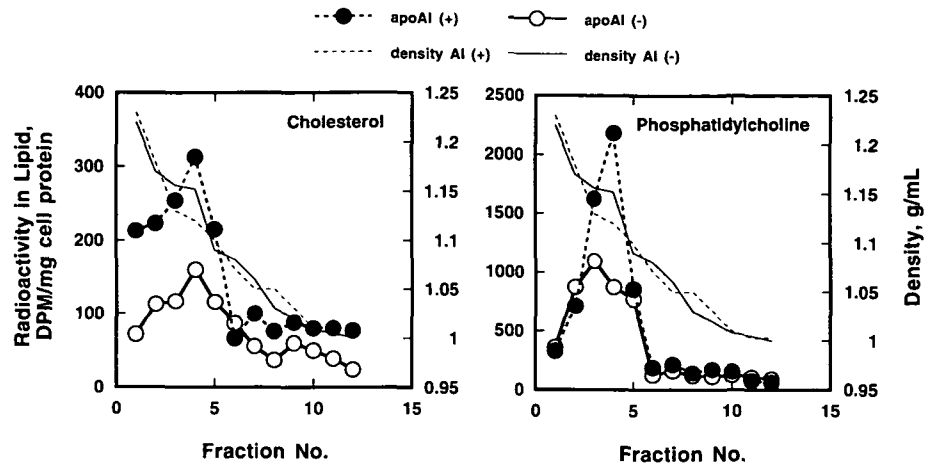 apoAI (+) apoAI (-)
density AI (+) density AI (-)
400 1.25 2500 1.25
Cholesterol Phosphatidylcholine
300 1.2 2000 1.2
1.15 1500 1.15
200 1.1 1000 1.1
100 1.05 500 1.05
1 1
0 0.95 0 0.95
0 5 10 15 0 5 10 15
Fraction No. Fraction No.
Radioactivity in Lipid,
DPM/mg cell protein
Density, g/mL